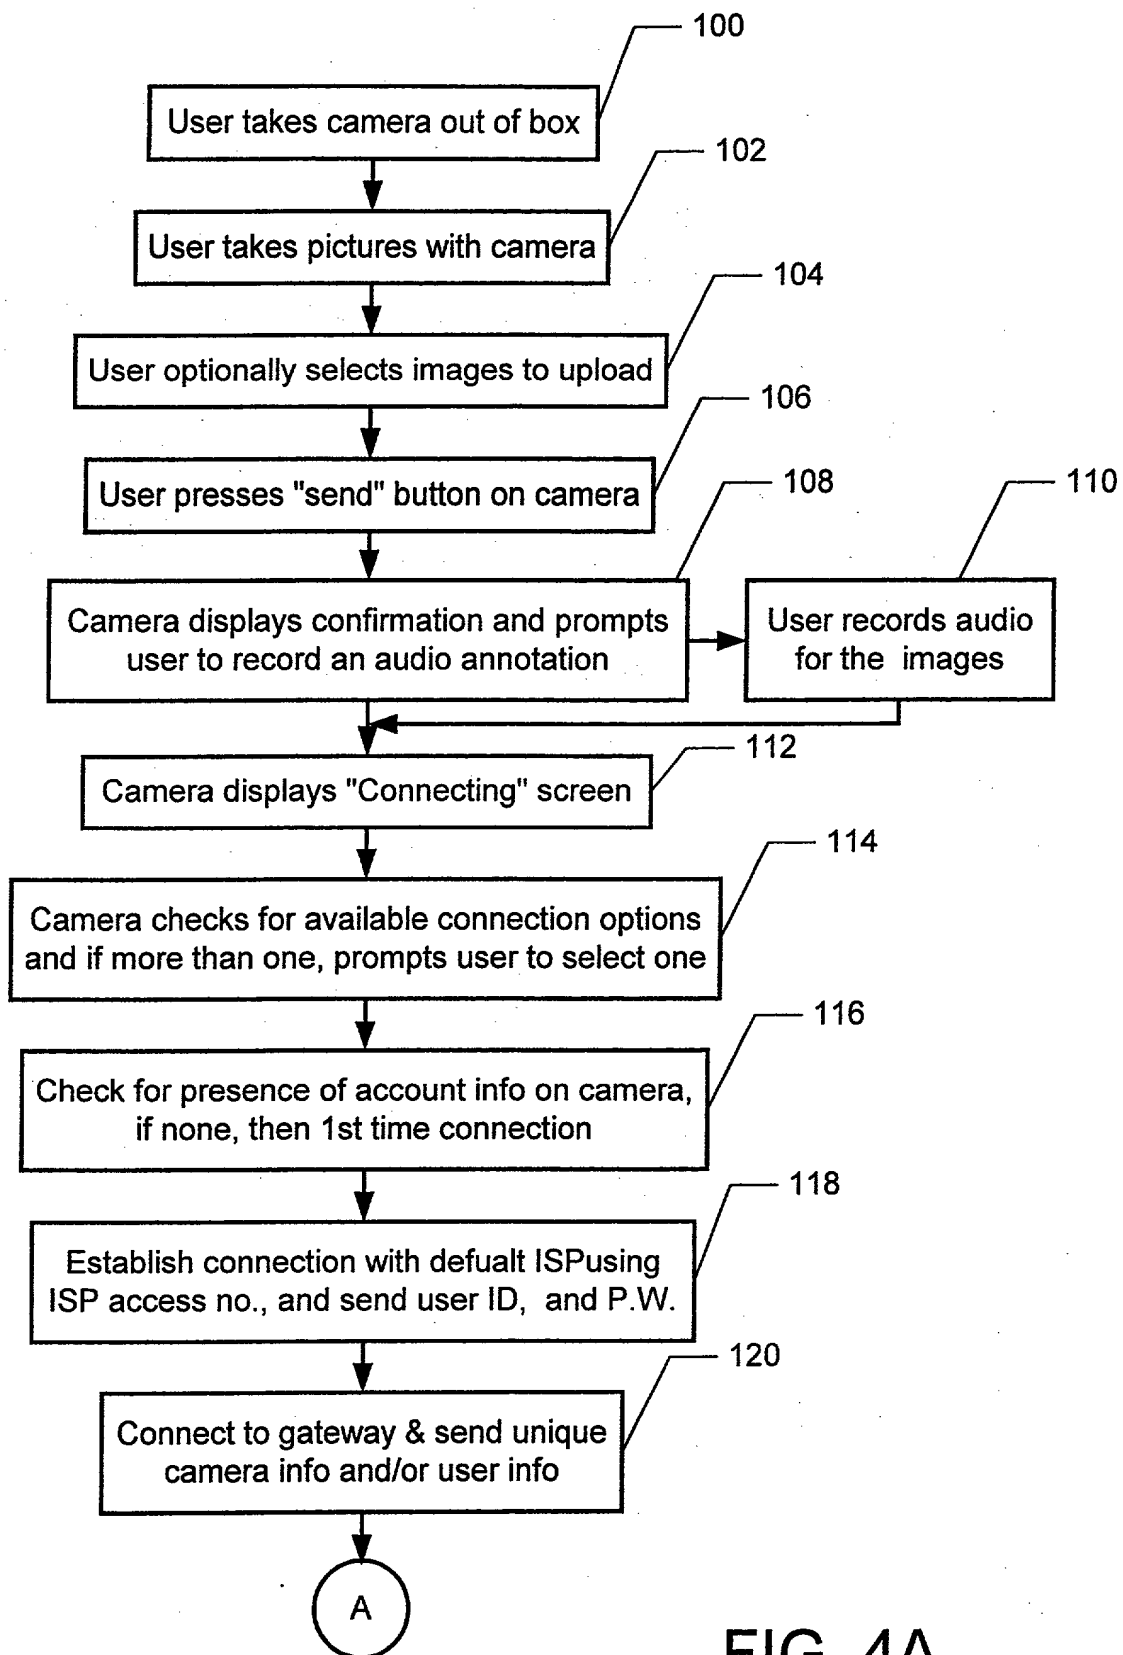 100
User takes camera out of box
102
User takes pictures with camera
104
User optionally selects images to upload
106
User presses "send" button on camera
108
Camera displays confirmation and prompts
user to record an audio annotation
110
User records audio
for the images
112
Camera displays "Connecting" screen
114
Camera checks for available connection options
and if more than one, prompts user to select one
116
Check for presence of account info on camera,
if none, then 1st time connection
118
Establish connection with defualt ISPusing
ISP access no., and send user ID, and P.W.
120
Connect to gateway & send unique
camera info and/or user info
A
FIG. 4A